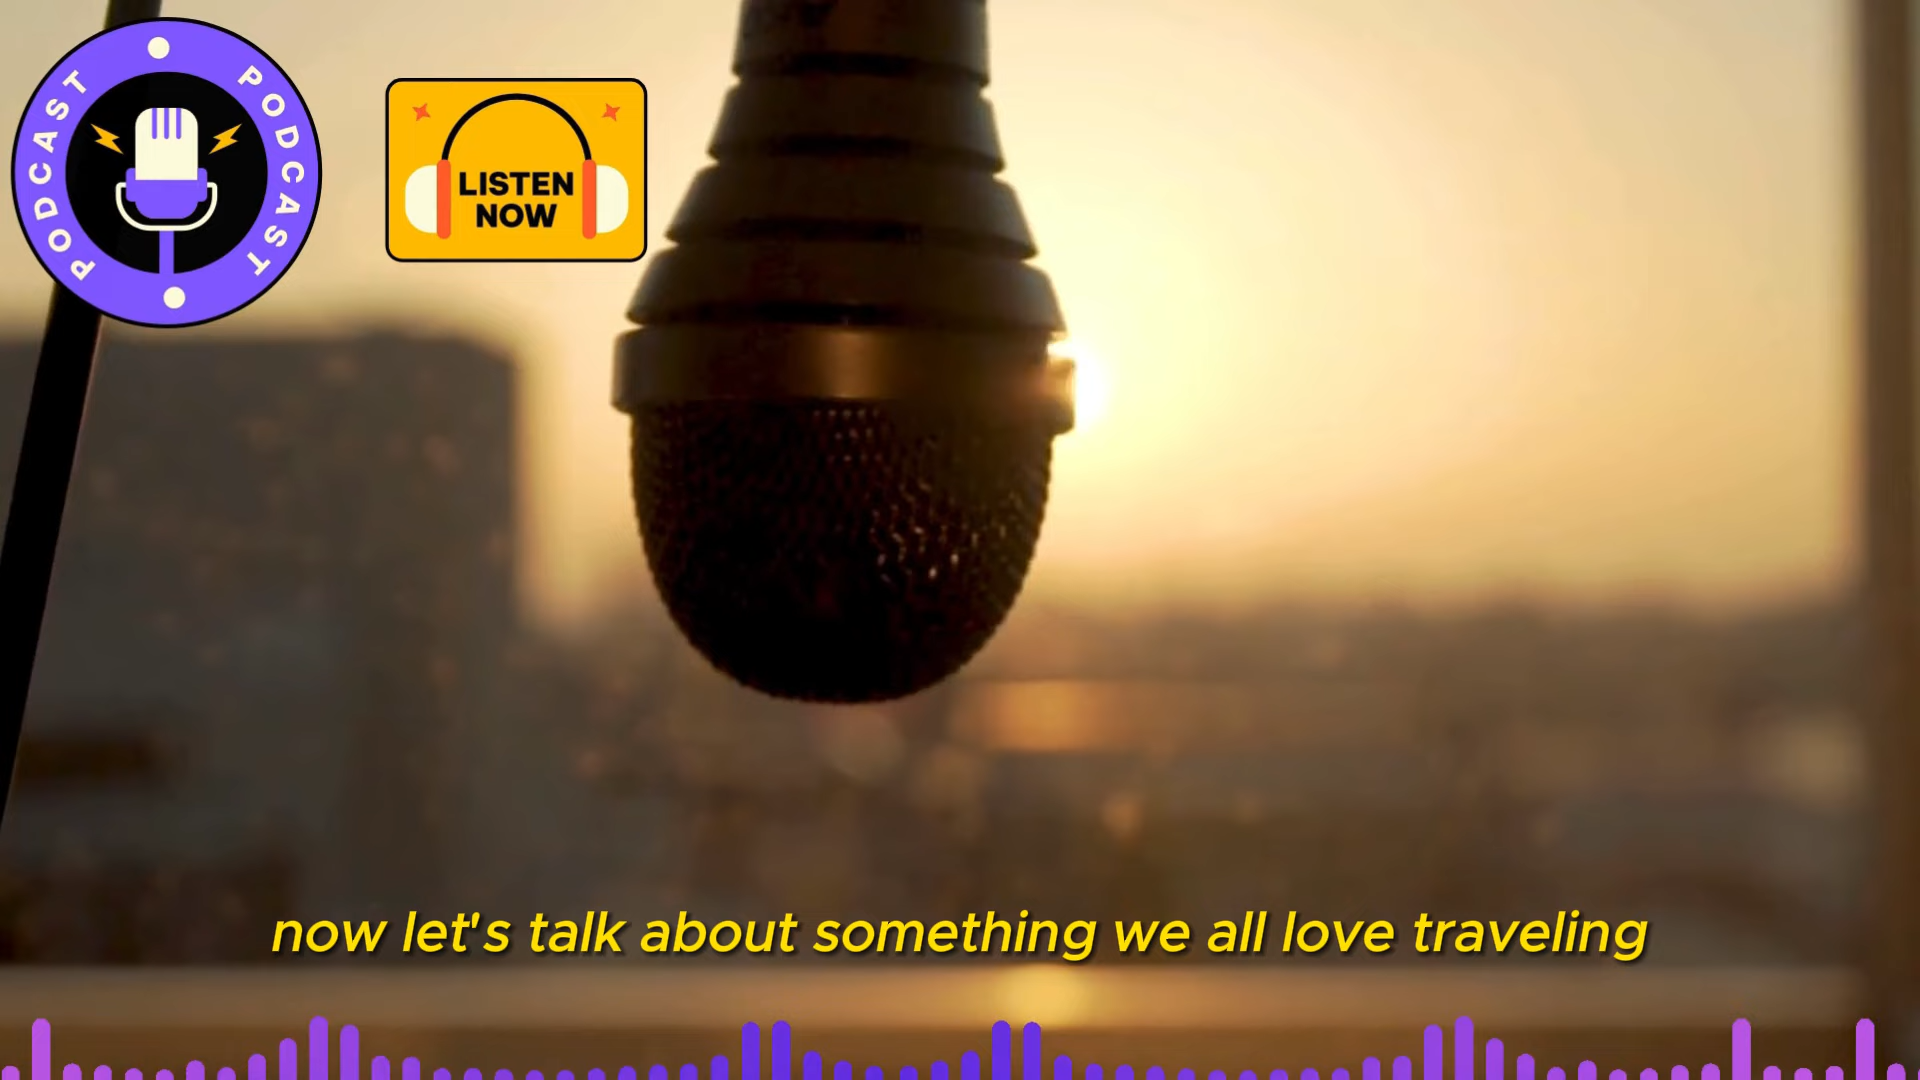 PODCAST PODCAST
LISTEN
NOW
now let's talk about something we all love traveling